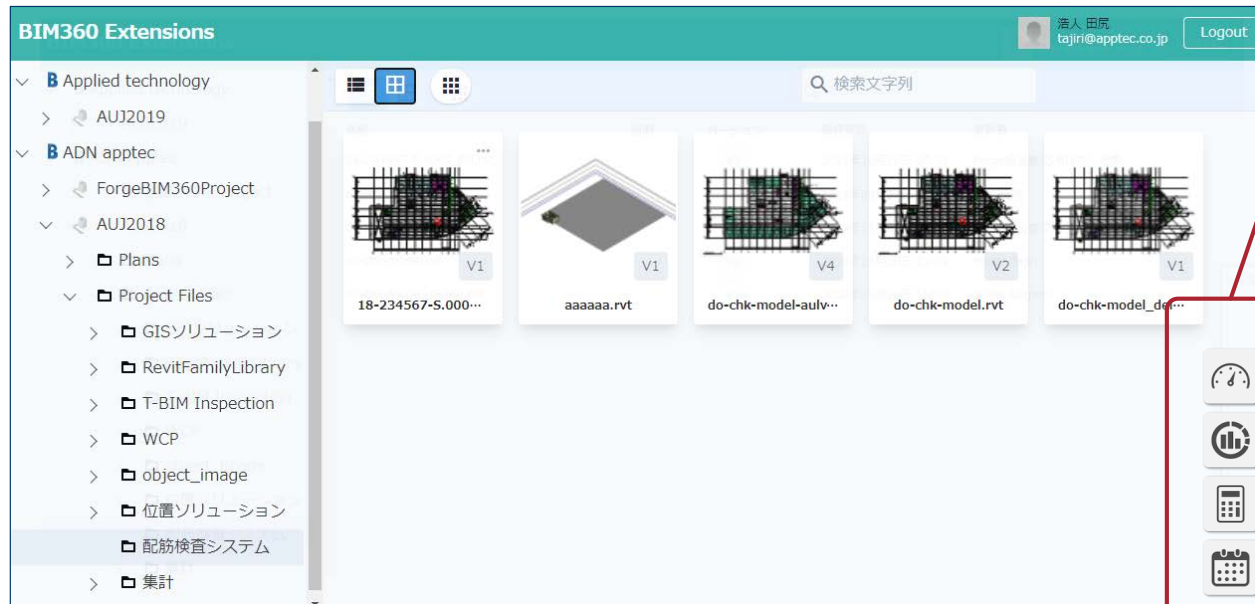 BIM360 Extensions
浩人 田尻
tajiri@apptec.co.jp
Logout
Applied technology
検索文字列
AUJ2019
ADN apptec
ForgeBIM360Project
AUJ2018
Plans
Project Files
GISソリューション
RevitFamilyLibrary
T-BIM Inspection
WCP
object_image
位置ソリューション
配筋検査システム
集計
V1
V1
V4
V2
V1
18-234567-S.000…
aaaaaa.rvt
do-chk-model-aulv…
do-chk-model.rvt
do-chk-model_del…